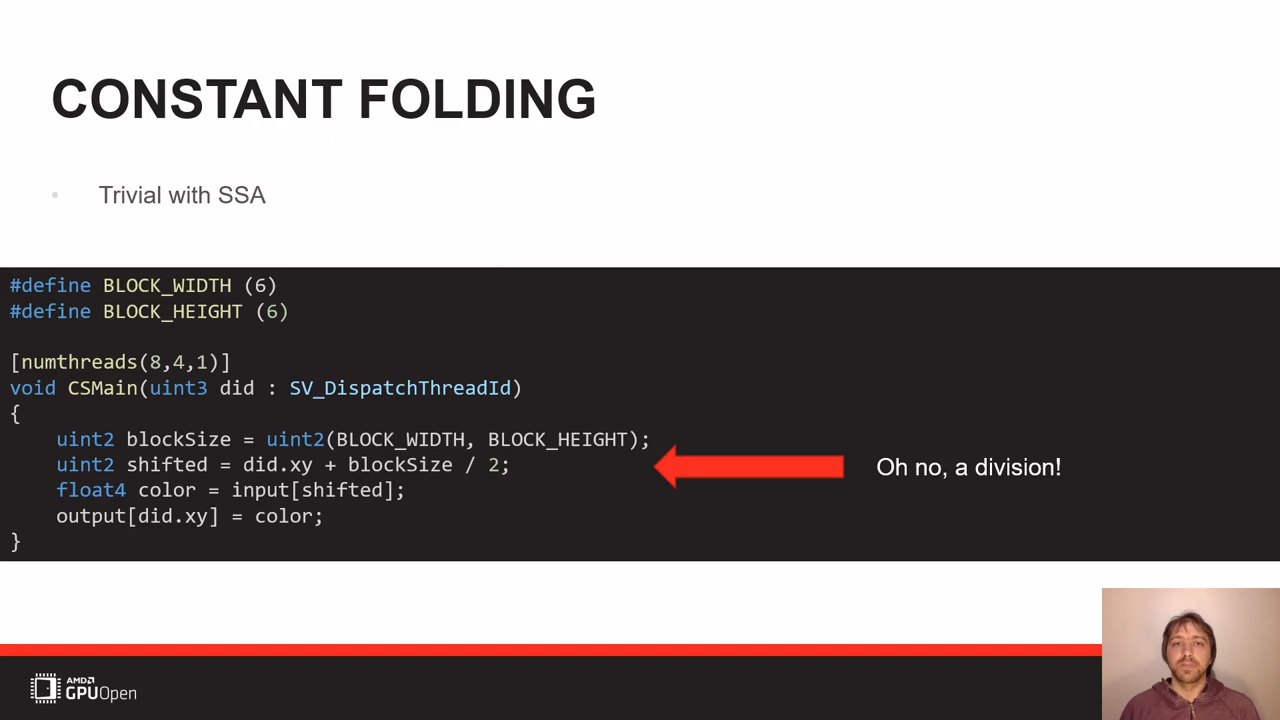 CONSTANT FOLDING
• Trivial with SSA
#define BLOCK_WIDTH (6)
#define BLOCK_HEIGHT (6)
[numthreads(8,4,1)]
void CSMain(uint3 did : SV_DispatchThreadId)
{
    uint2 blockSize = uint2(BLOCK_WIDTH, BLOCK_HEIGHT);
    uint2 shifted = did.xy + blockSize / 2;
Oh no, a division!
    float4 color = input[shifted];
    output[did.xy] = color;
}
AMD
GPUOpen